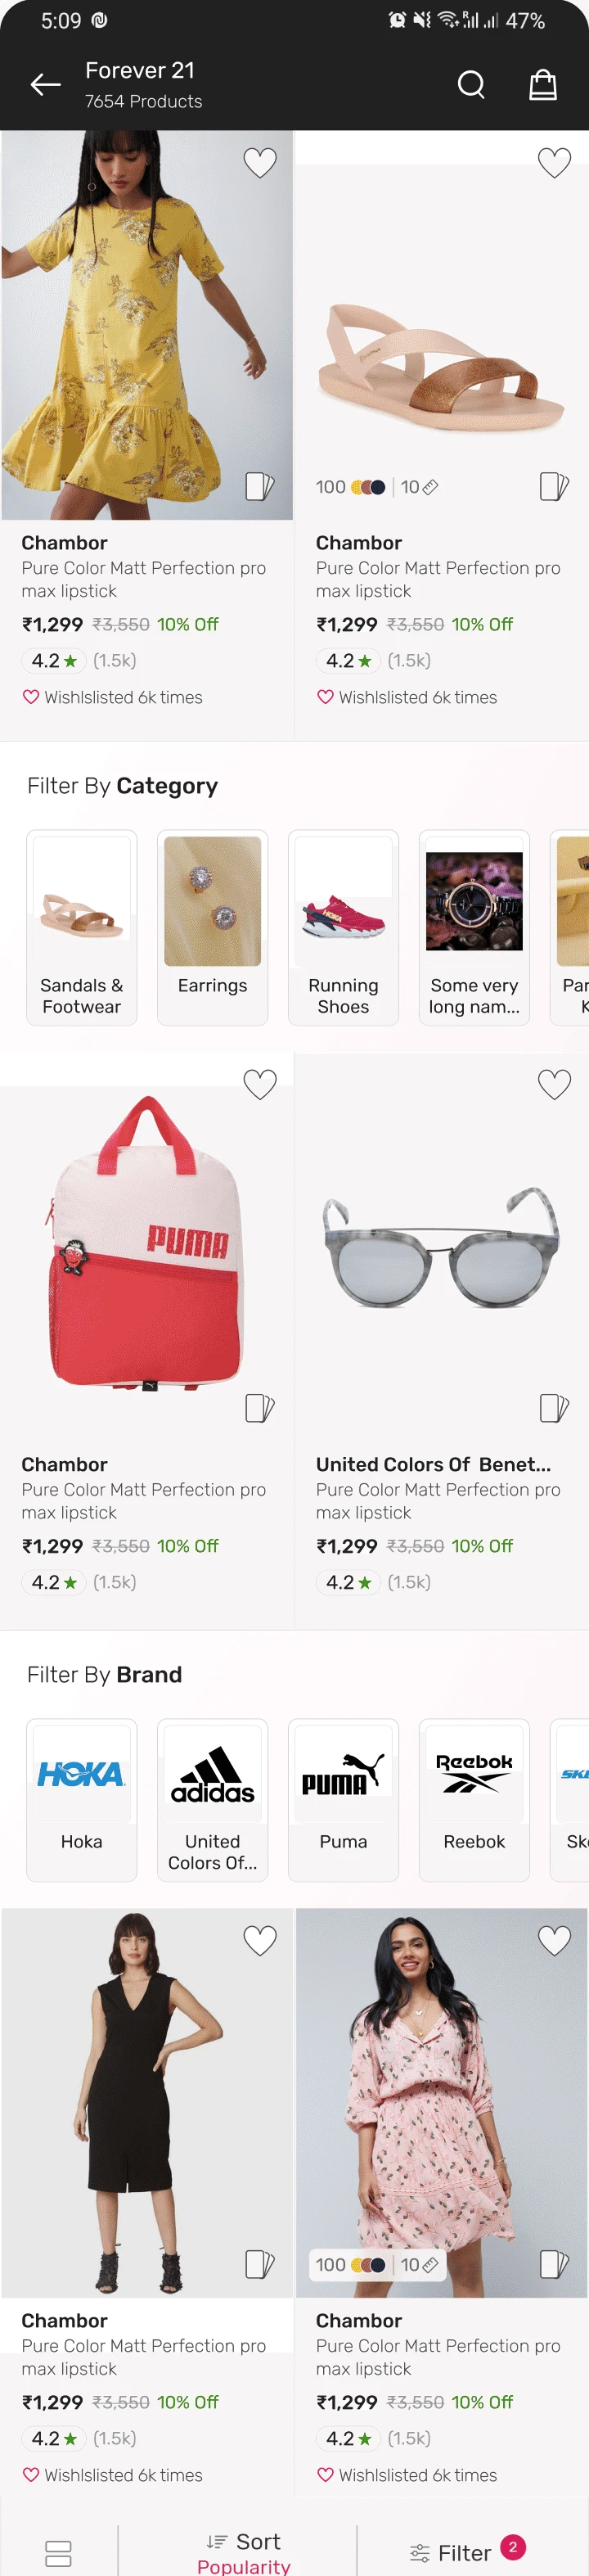 5:09 47%
Forever 21
7654 Products
100 10
Chambor Chambor
Pure Color Matt Perfection pro Pure Color Matt Perfection pro
max lipstick max lipstick
₹1,299 ₹3,550 10% Off ₹1,299 ₹3,550 10% Off
4.2 ★ (1.5k) 4.2 ★ (1.5k)
Wishlslisted 6k times Wishlslisted 6k times
Filter By Category
HOKA
Sandals & Earrings Running Some very Par
Footwear Shoes long nam... K
PUMA
Chambor United Colors Of Benet...
Pure Color Matt Perfection pro Pure Color Matt Perfection pro
max lipstick max lipstick
₹1,299 ₹3,550 10% Off ₹1,299 ₹3,550 10% Off
4.2 ★ (1.5k) 4.2 ★ (1.5k)
Filter By Brand
HOKA adidas PUMA Reebok SK
Hoka United Puma Reebok Sk
Colors Of...
100 10
Chambor Chambor
Pure Color Matt Perfection pro Pure Color Matt Perfection pro
max lipstick max lipstick
₹1,299 ₹3,550 10% Off ₹1,299 ₹3,550 10% Off
4.2 ★ (1.5k) 4.2 ★ (1.5k)
Wishlslisted 6k times Wishlslisted 6k times
Sort Filter 2
Popularity